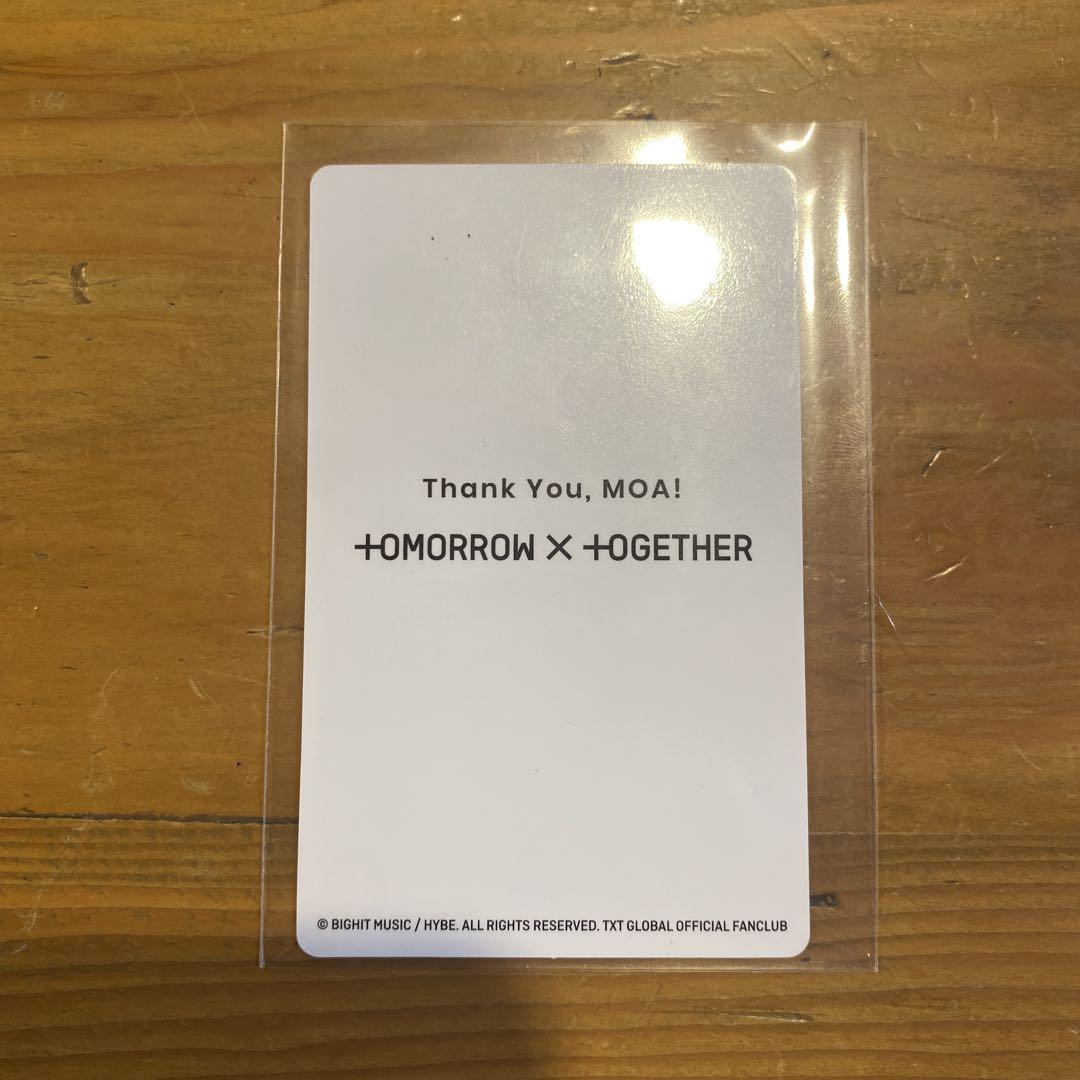 Thank You, MOA!
TOMORROW X TOGETHER
© BIGHIT MUSIC / HYBE. ALL RIGHTS RESERVED. TXT GLOBAL OFFICIAL FANCLUB